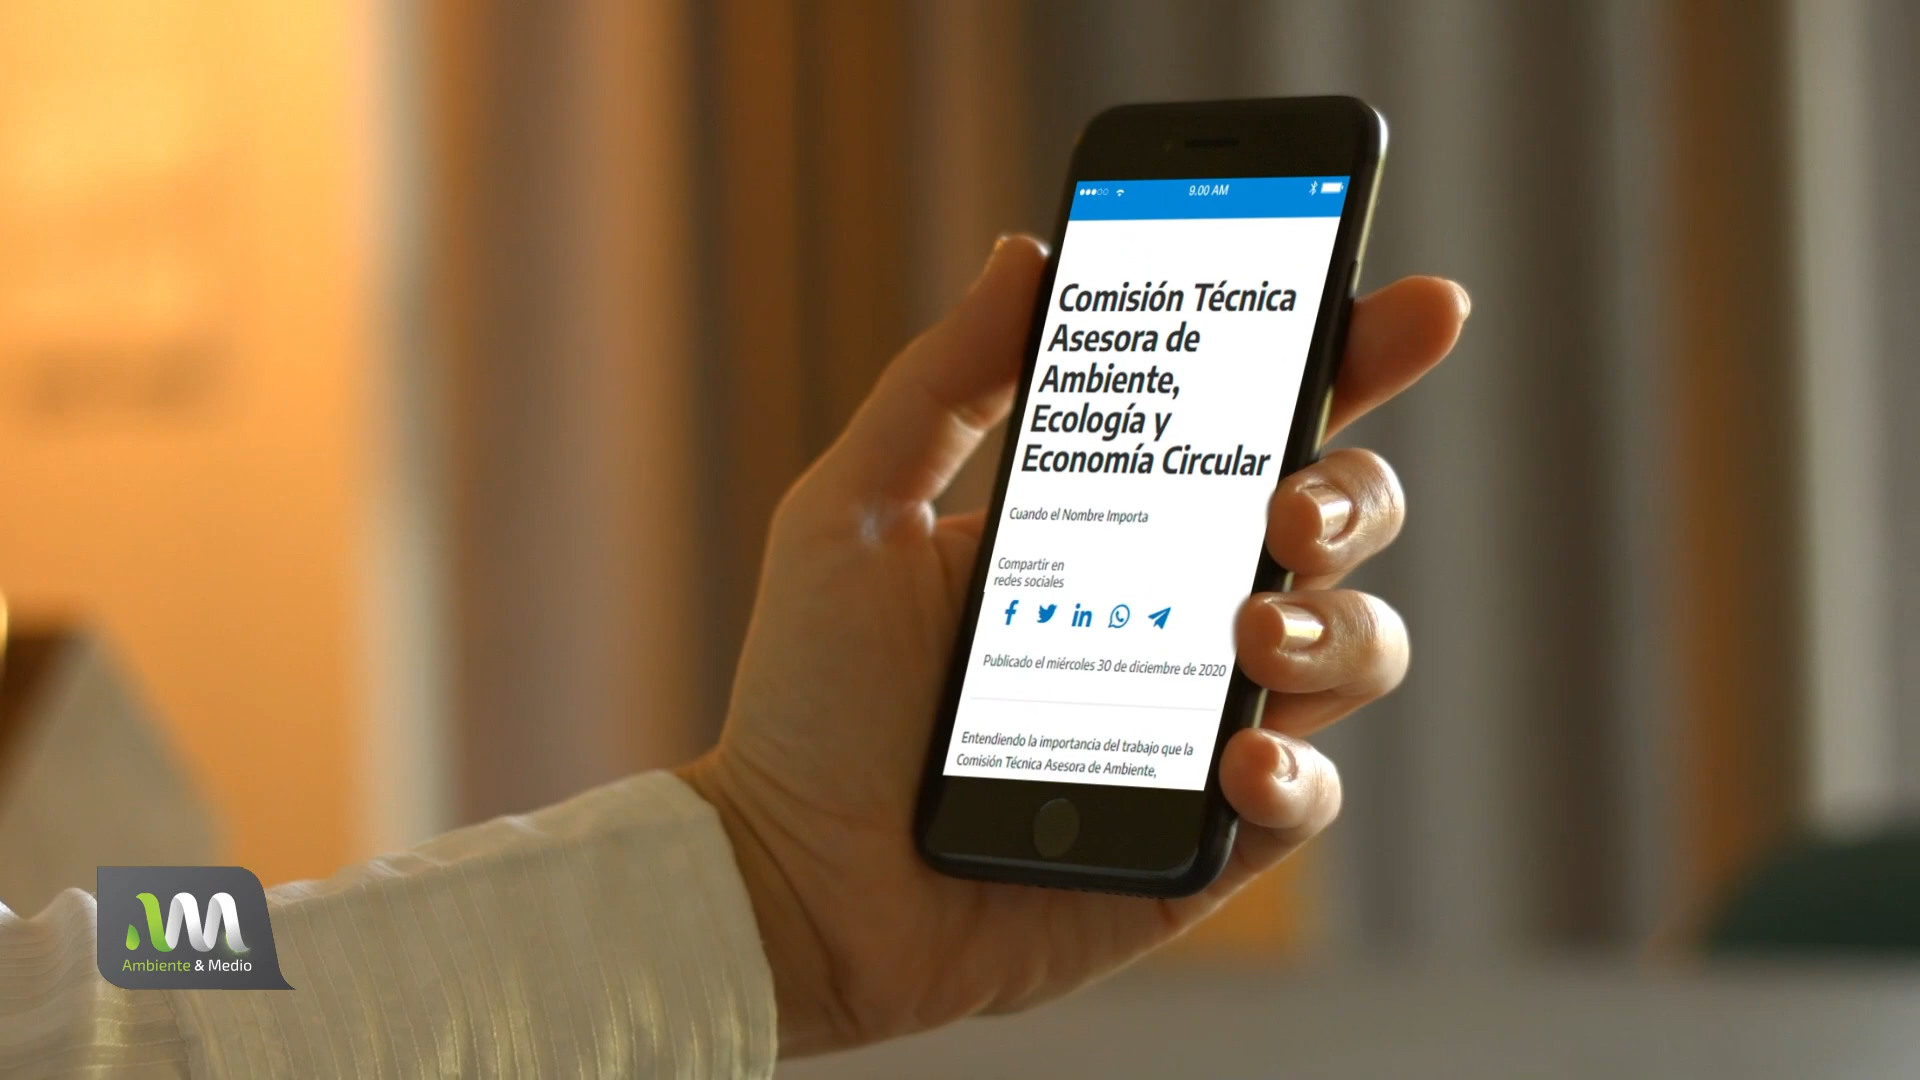 9.00 AM
Comisión Técnica
Asesora de
Ambiente,
Ecología y
Economía Circular
Cuando el Nombre Importa
Compartir en
redes sociales
Publicado el miércoles 30 de diciembre de 2020
Entendiendo la importancia del trabajo que la
Comisión Técnica Asesora de Ambiente,
AM
Ambiente & Medio